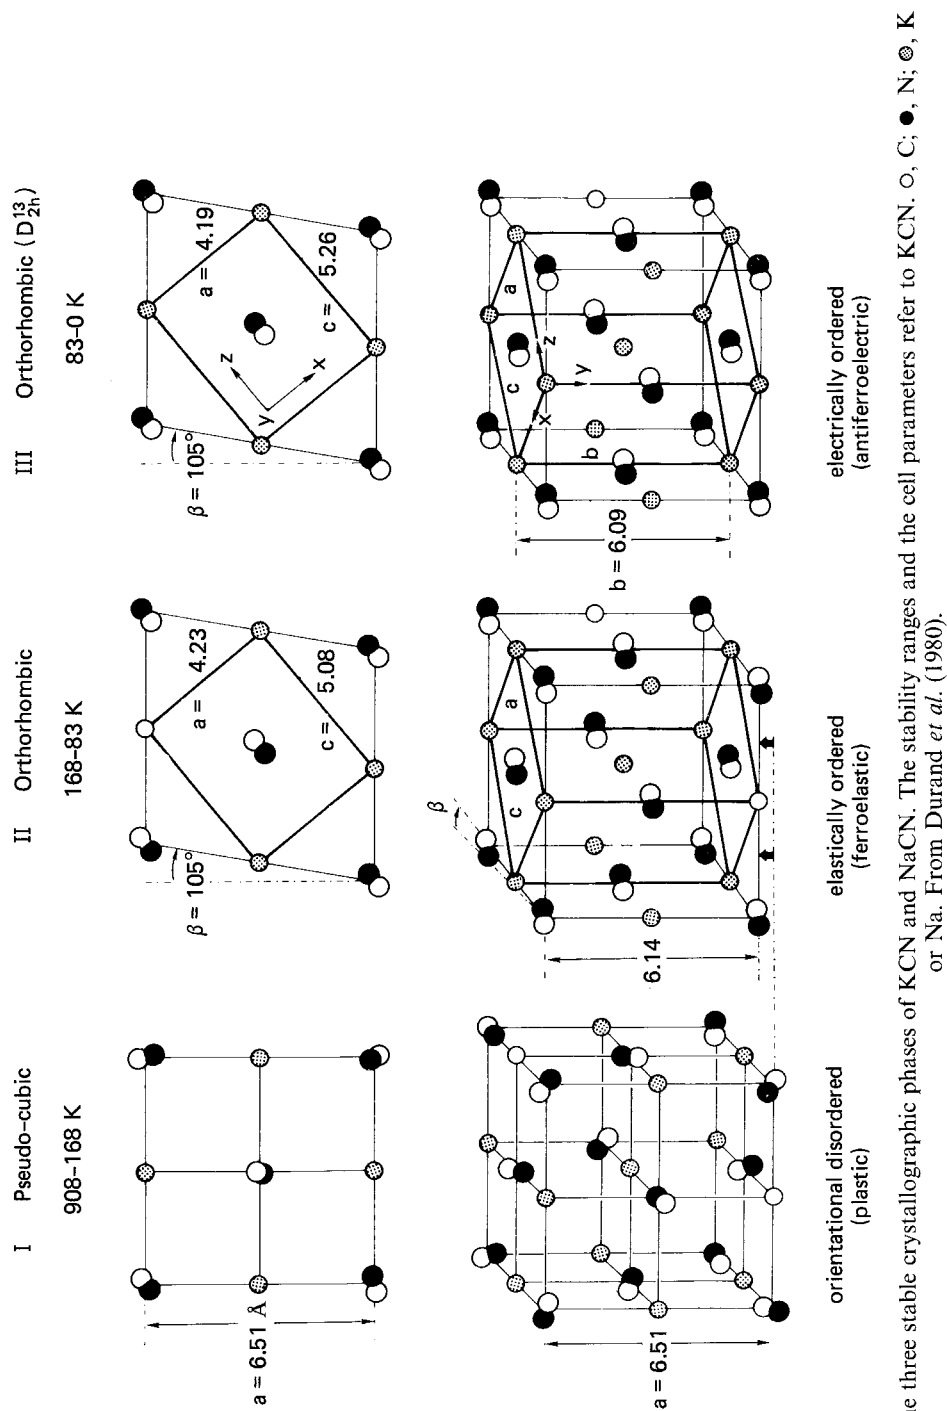 I Pseudo-cubic
908–168 K
a = 6.51 Å
a = 6.51
orientational disordered
(plastic)
II Orthorhombic
168–83 K
β = 105°
a = 4.23
c = 5.08
β
a
c
6.14
elastically ordered
(ferroelastic)
III Orthorhombic (D¹³₂ₕ)
83–0 K
β = 105°
a = 4.19
c = 5.26
z
y
x
a
c
z
y
x
b
b = 6.09
electrically ordered
(antiferroelectric)
three stable crystallographic phases of KCN and NaCN. The stability ranges and the cell parameters refer to KCN. ○, C; ●, N; ⊚, K
or Na. From Durand et al. (1980).